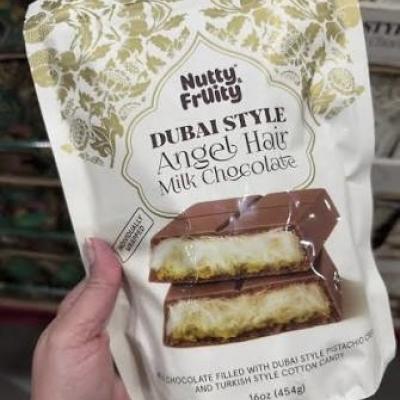 Nutty &
Fruity
DUBAI STYLE
Angel Hair
Milk Chocolate
INDIVIDUALLY
WRAPPED
CHOCOLATE FILLED WITH DUBAI STYLE PISTACHIO
AND TURKISH STYLE COTTON CANDY
16oz (454g)
STYLE